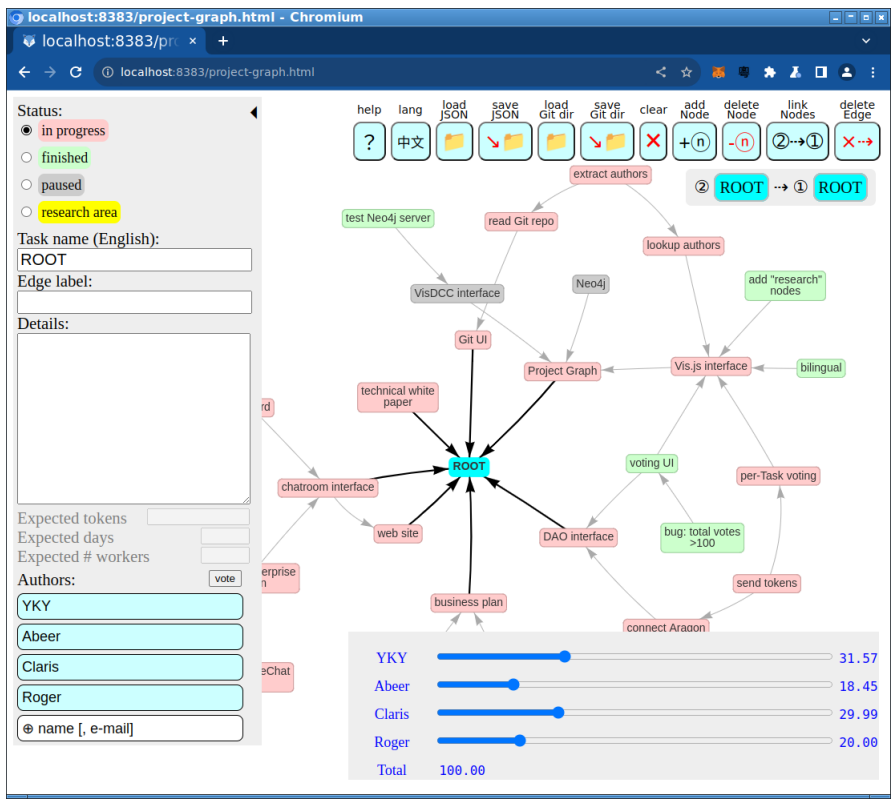 localhost:8383/project-graph.html - Chromium
localhost:8383/pro
localhost:8383/project-graph.html
Status:
in progress
finished
paused
research area
Task name (English):
ROOT
Edge label:
Details:
Expected tokens
Expected days
Expected # workers
Authors:
vote
YKY
Abeer
Claris
Roger
⊕ name [, e-mail]
help
lang
load JSON
save JSON
load Git dir
save Git dir
clear
add Node
delete Node
link Nodes
delete Edge
?
中文
+ⓝ
-ⓝ
②⇢①
×⇢
② ROOT ⇢ ① ROOT
extract authors
test Neo4j server
read Git repo
lookup authors
VisDCC interface
Neo4j
add "research"
nodes
Git UI
Project Graph
Vis.js interface
bilingual
technical white
paper
rd
ROOT
voting UI
per-Task voting
chatroom interface
web site
DAO interface
bug: total votes
>100
erprise
n
send tokens
business plan
connect Aragon
eChat
YKY 31.57
Abeer 18.45
Claris 29.99
Roger 20.00
Total 100.00